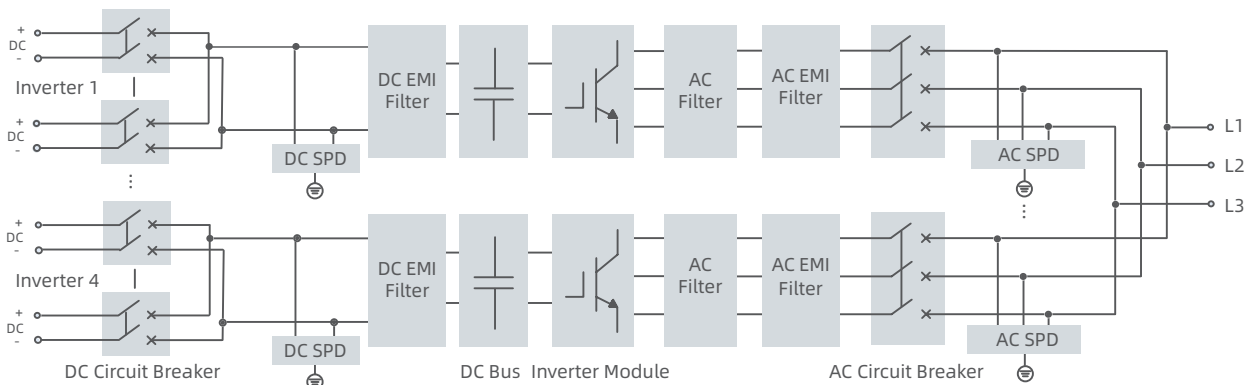 +
DC
-
Inverter 1
+
DC
-
DC SPD
DC EMI
Filter
AC
Filter
AC EMI
Filter
AC SPD
L1
L2
L3
+
DC
-
Inverter 4
+
DC
-
DC SPD
DC EMI
Filter
AC
Filter
AC EMI
Filter
AC SPD
DC Circuit Breaker
DC Bus
Inverter Module
AC Circuit Breaker